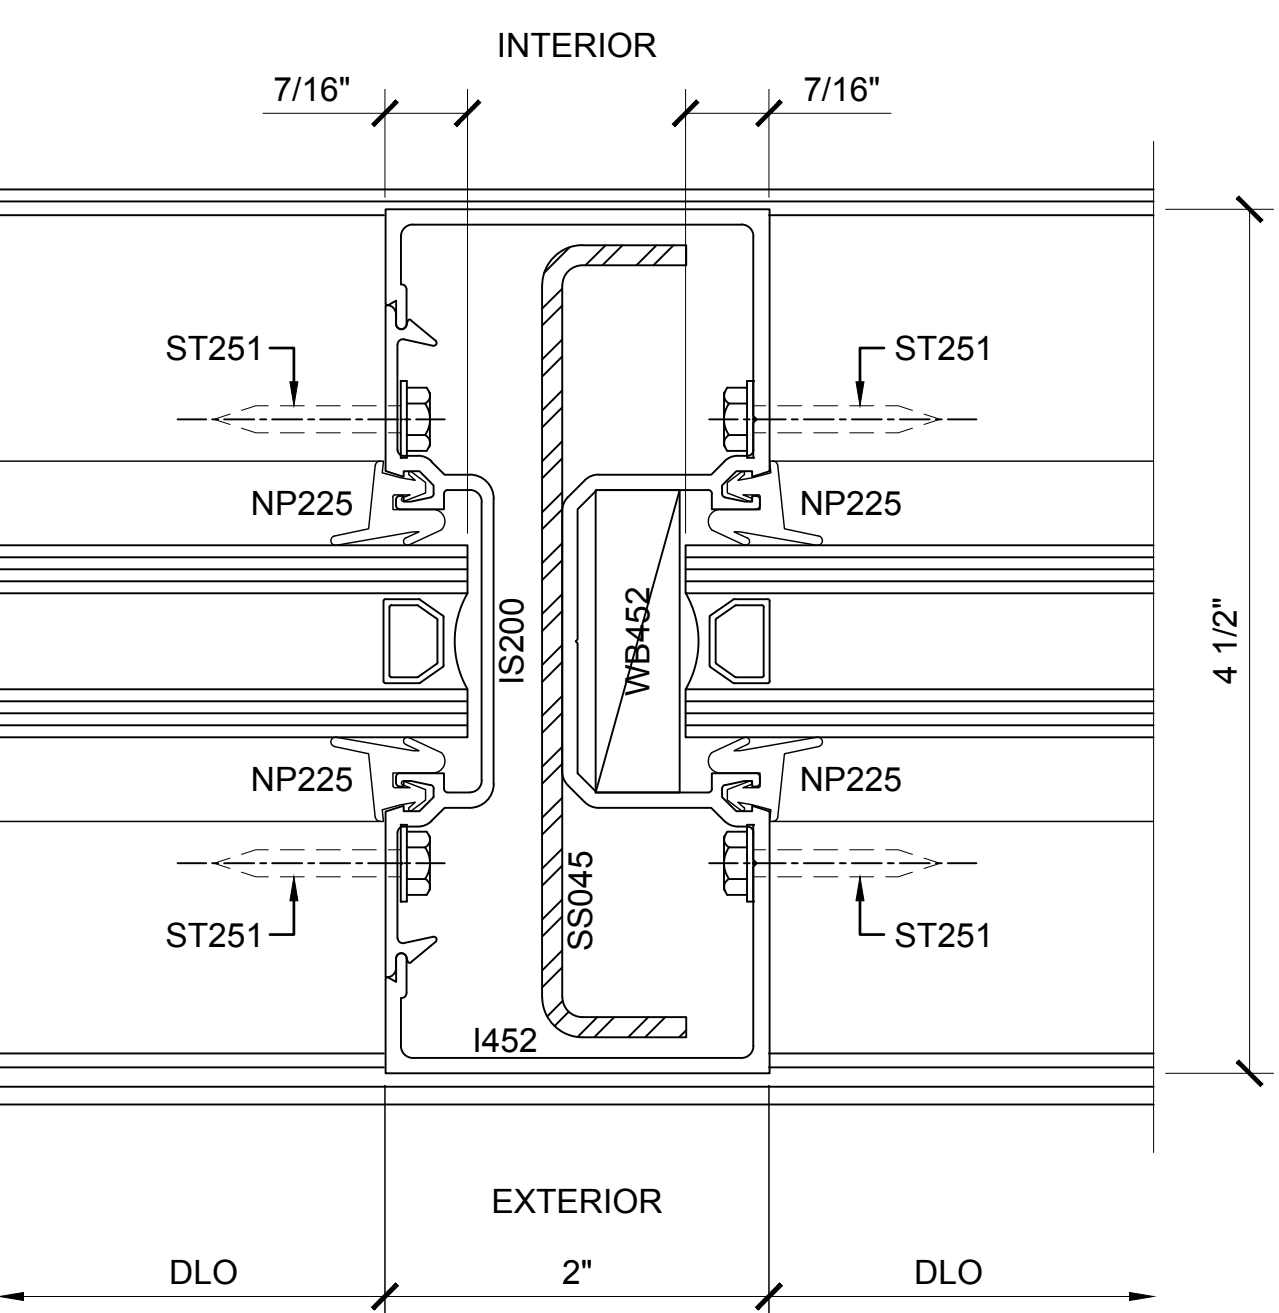 INTERIOR
7/16" 7/16"
ST251 ST251
NP225 NP225
IS200
WB452
4 1/2"
NP225 NP225
SS045
ST251 ST251
I452
EXTERIOR
DLO 2" DLO